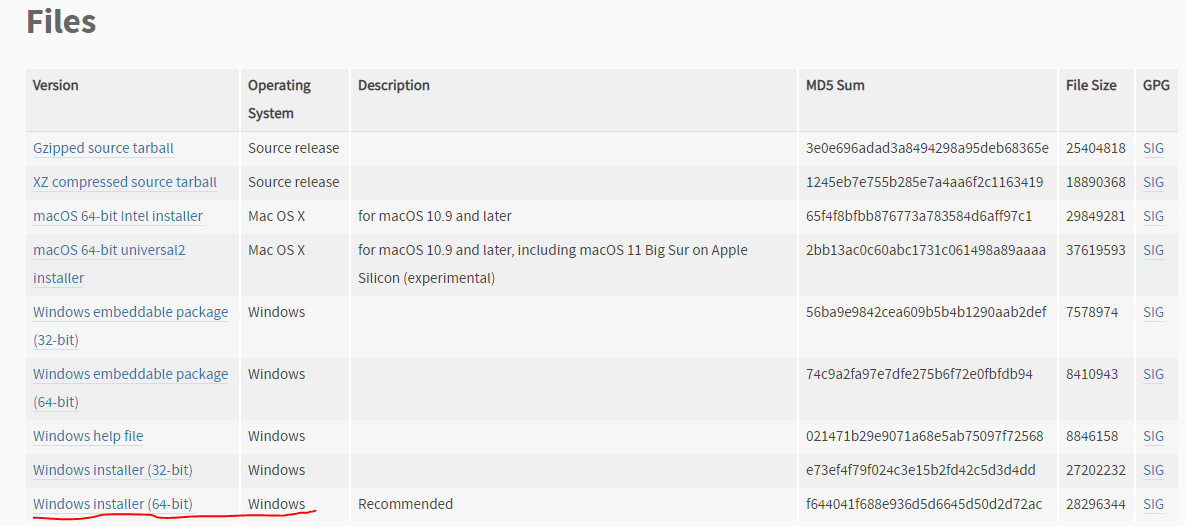 Files
Version Operating Description MD5 Sum File Size GPG
System
Gzipped source tarball Source release 3e0e696adad3a8494298a95deb68365e 25404818 SIG
XZ compressed source tarball Source release 1245eb7e755b285e7a4aa6f2c1163419 18890368 SIG
macOS 64-bit Intel installer Mac OS X for macOS 10.9 and later 65f4f8bfbb876773a783584d6aff97c1 29849281 SIG
macOS 64-bit universal2 Mac OS X for macOS 10.9 and later, including macOS 11 Big Sur on Apple 2bb13ac0c60abc1731c061498a89aaaa 37619593 SIG
installer Silicon (experimental)
Windows embeddable package Windows 56ba9e9842cea609b5b4b1290aab2def 7578974 SIG
(32-bit)
Windows embeddable package Windows 74c9a2fa97e7dfe275b6f72e0fbfdb94 8410943 SIG
(64-bit)
Windows help file Windows 021471b29e9071a68e5ab75097f72568 8846158 SIG
Windows installer (32-bit) Windows e73ef4f79f024c3e15b2fd42c5d3d4dd 27202232 SIG
Windows installer (64-bit) Windows Recommended f644041f688e936d5d6645d50d2d72ac 28296344 SIG